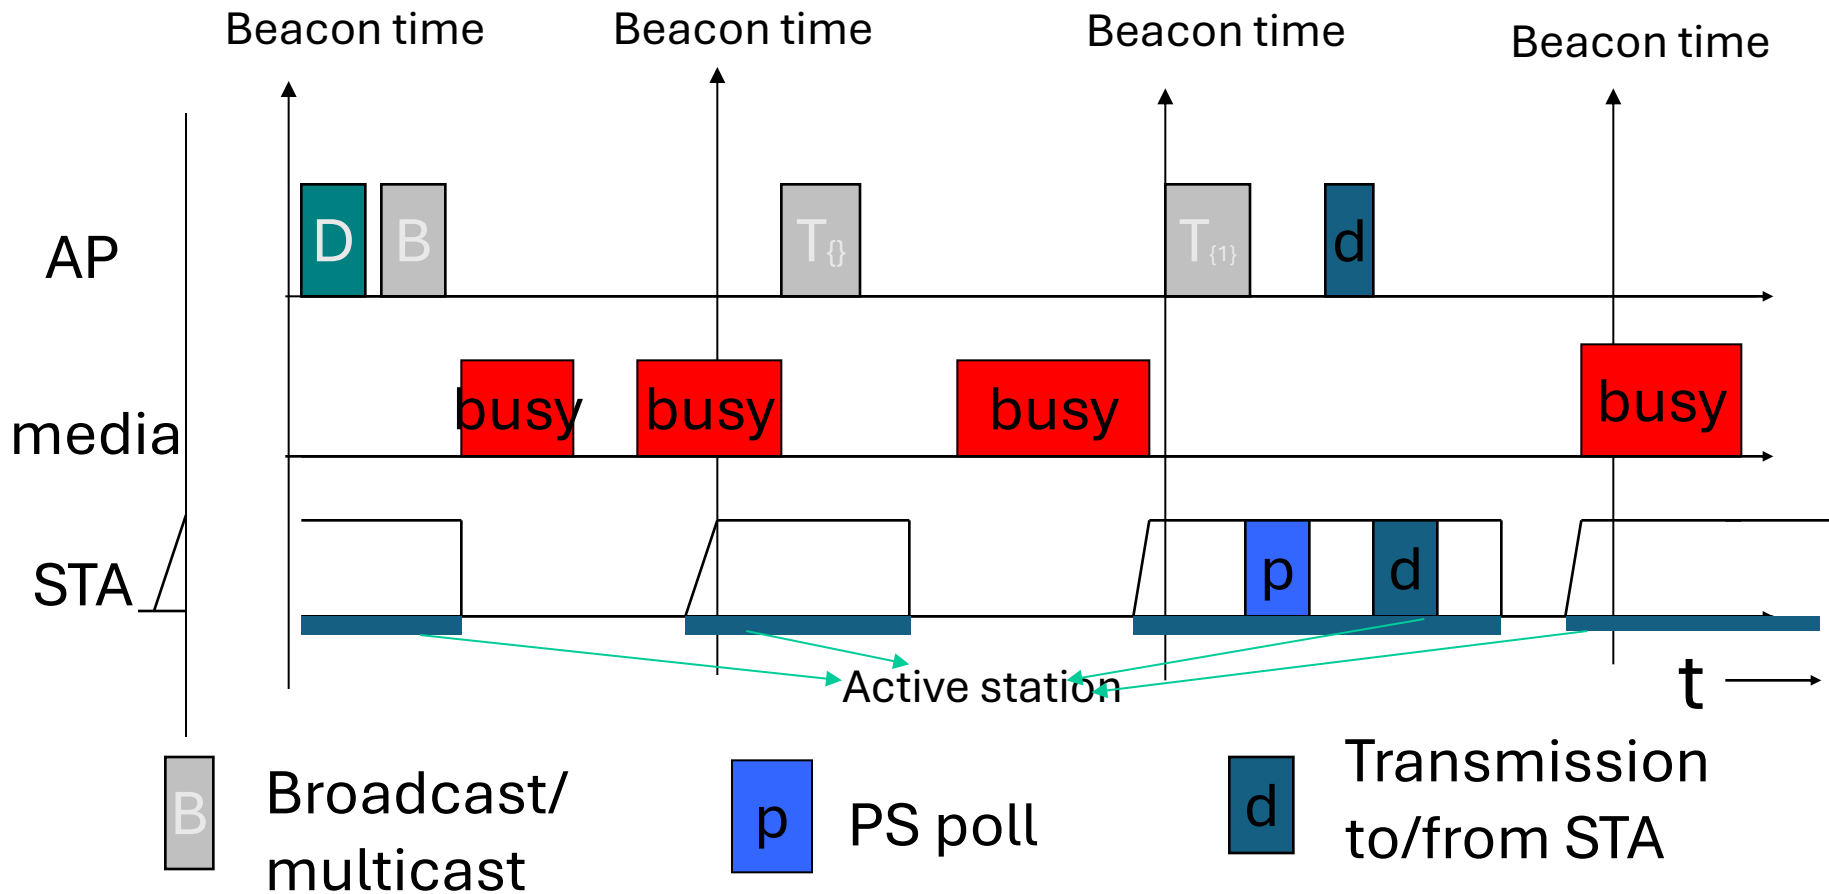 Beacon time
Beacon time
Beacon time
Beacon time
AP
D
B
T{}
T{1}
d
media
busy
busy
busy
busy
STA
p
d
Active station
t
B
Broadcast/
multicast
p
PS poll
d
Transmission
to/from STA